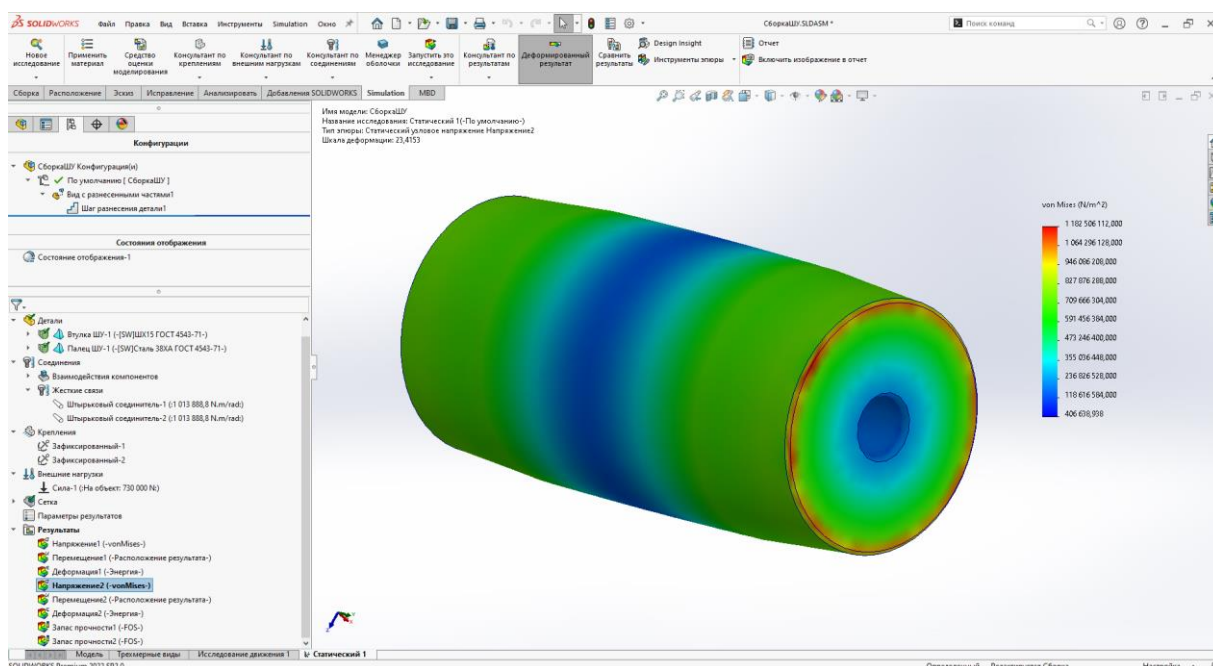 SOLIDWORKS Файл Правка Вид Вставка Инструменты Simulation Окно СборкаШУ.SLDASM * Поиск команд
Новое исследование
Применить материал
Средство оценки моделирования
Консультант по креплениям
Консультант по внешним нагрузкам
Консультант по соединениям
Менеджер оболочки
Запустить это исследование
Консультант по результатам
Деформированный результат
Сравнить результаты
Design Insight
Инструменты эпюры
Отчет
Включить изображение в отчет
Сборка Расположение Эскиз Исправление Анализировать Добавления SOLIDWORKS Simulation MBD
Конфигурации
СборкаШУ Конфигурация(и)
По умолчанию [ СборкаШУ ]
Вид с разнесенными частями1
Шаг разнесения детали1
Состояния отображения
Состояние отображения-1
Детали
Втулка ШУ-1 (-[SW]ШХ15 ГОСТ 4543-71-)
Палец ШУ-1 (-[SW]Сталь 38ХА ГОСТ 4543-71-)
Соединения
Взаимодействия компонентов
Жесткие связи
Штырьковый соединитель-1 (:1 013 888,8 N.m/rad:)
Штырьковый соединитель-2 (:1 013 888,8 N.m/rad:)
Крепления
Зафиксированный-1
Зафиксированный-2
Внешние нагрузки
Сила-1 (:На объект: 730 000 N:)
Сетка
Параметры результатов
Результаты
Напряжение1 (-vonMises-)
Перемещение1 (-Расположение результата-)
Деформация1 (-Энергия-)
Напряжение2 (-vonMises-)
Перемещение2 (-Расположение результата-)
Деформация2 (-Энергия-)
Запас прочности1 (-FOS-)
Запас прочности2 (-FOS-)
Имя модели: СборкаШУ
Название исследования: Статический 1(-По умолчанию-)
Тип эпюры: Статический узловое напряжение Напряжение2
Шкала деформации: 23,4153
von Mises (N/m^2)
1 182 506 112,000
1 064 296 128,000
946 086 208,000
827 876 288,000
709 666 304,000
591 456 384,000
473 246 400,000
355 036 448,000
236 826 528,000
118 616 584,000
406 638,938
Модель Трехмерные виды Исследование движения 1 Статический 1
SOLIDWORKS Premium 2022 SP2.0 Определенный Редактируется Сборка Настройка